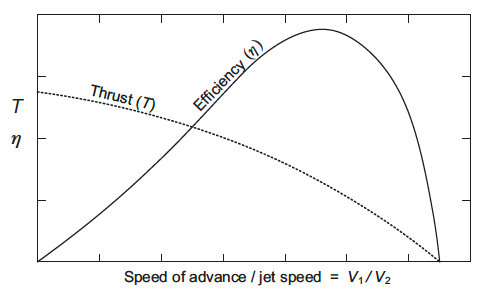 Thrust (T)
Efficiency (η)
T
η
Speed of advance / jet speed = V₁/V₂